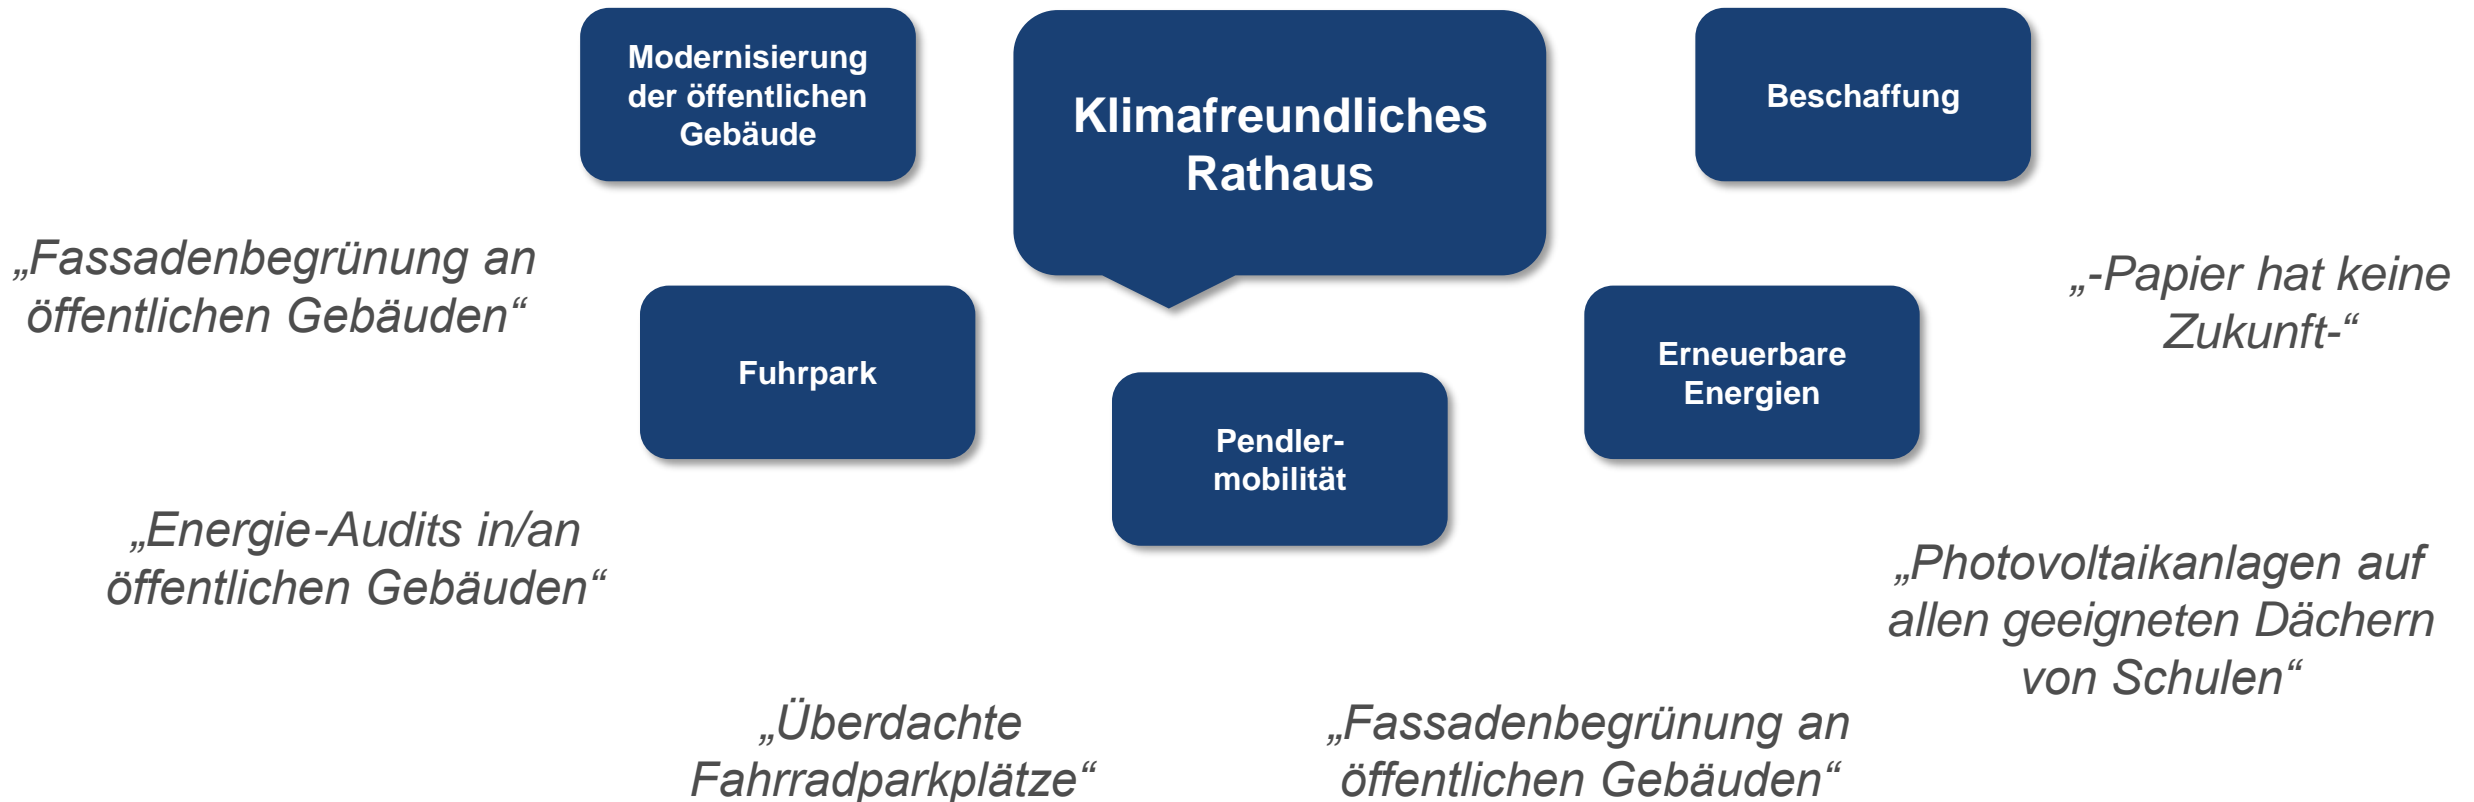 Modernisierung
der öffentlichen
Gebäude
Klimafreundliches
Rathaus
Beschaffung
„Fassadenbegrünung an
öffentlichen Gebäuden“
„-Papier hat keine
Zukunft-“
Fuhrpark
Erneuerbare
Energien
Pendler-
mobilität
„Energie-Audits in/an
öffentlichen Gebäuden“
„Photovoltaikanlagen auf
allen geeigneten Dächern
von Schulen“
„Überdachte
Fahrradparkplätze“
„Fassadenbegrünung an
öffentlichen Gebäuden“